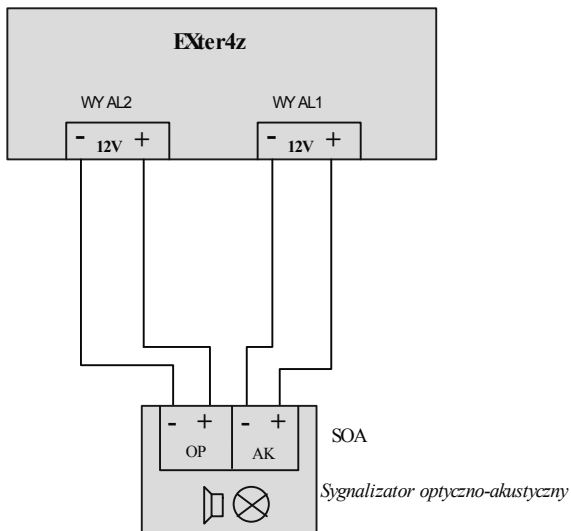 EXter4z
WY AL2 WY AL1
- 12V + - 12V +
- + - +
OP AK
SOA
Sygnalizator optyczno-akustyczny